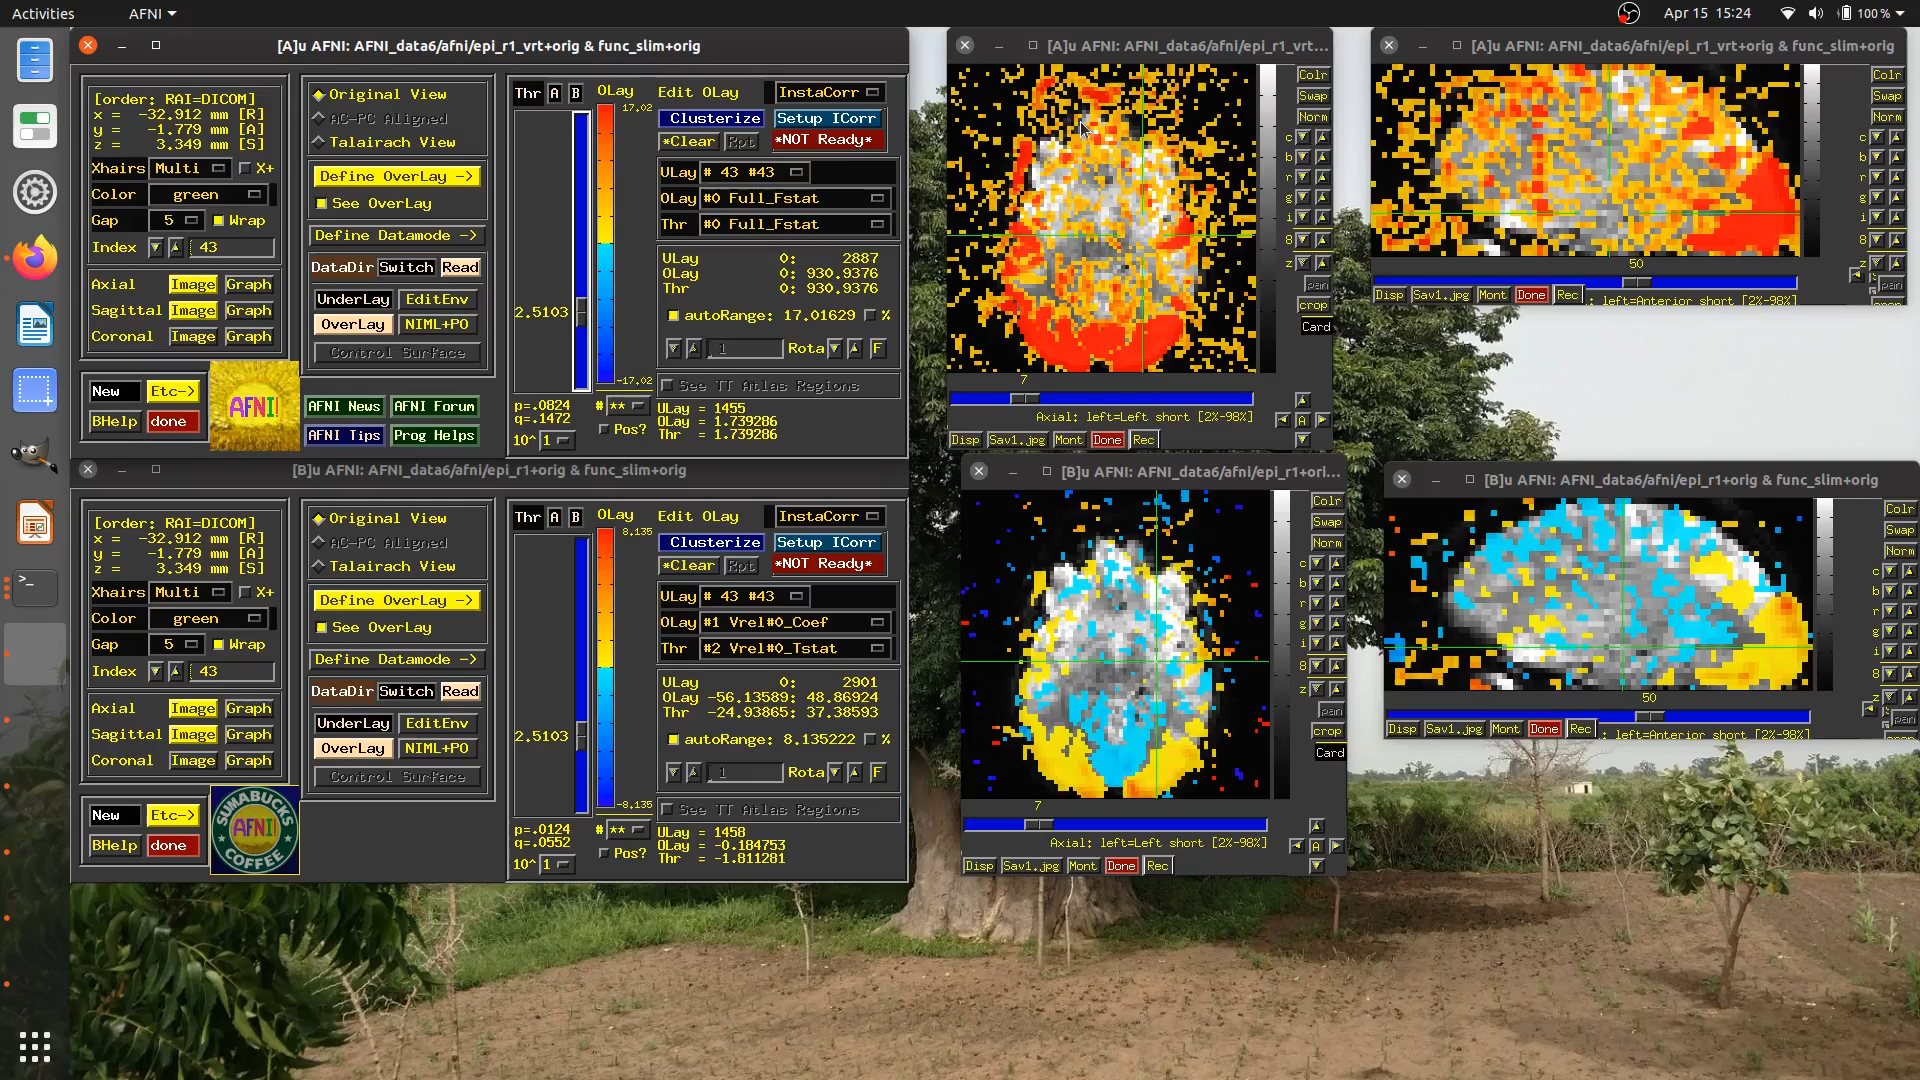 Activities AFNI Apr 15 15:24 100 %
[A]u AFNI: AFNI_data6/afni/epi_r1_vrt+orig & func_slim+orig
[order: RAI=DICOM]
x = -32.912 mm [R]
y = -1.779 mm [A]
z = 3.349 mm [S]
Xhairs Multi X+
Color green
Gap 5 Wrap
Index 43
Axial Image Graph
Sagittal Image Graph
Coronal Image Graph
New Etc->
BHelp done
AFNI!
Original View
AC-PC Aligned
Talairach View
Define OverLay ->
See OverLay
Define Datamode ->
DataDir Switch Read
UnderLay EditEnv
OverLay NIML+PO
Control Surface
AFNI News AFNI Forum
AFNI Tips Prog Helps
Thr A B OLay
17.02
2.5103
-17.02
p=.0824
q=.1472
# **
10^ 1 Pos?
Edit OLay InstaCorr
Clusterize Setup ICorr
*Clear Rpt *NOT Ready*
ULay # 43 #43
OLay #0 Full_Fstat
Thr #0 Full_Fstat
ULay 0: 2887
OLay 0: 930.9376
Thr 0: 930.9376
autoRange: 17.01629 %
1 Rota F
See TT Atlas Regions
ULay = 1455
OLay = 1.739286
Thr = 1.739286
[B]u AFNI: AFNI_data6/afni/epi_r1+orig & func_slim+orig
[order: RAI=DICOM]
x = -32.912 mm [R]
y = -1.779 mm [A]
z = 3.349 mm [S]
Xhairs Multi X+
Color green
Gap 5 Wrap
Index 43
Axial Image Graph
Sagittal Image Graph
Coronal Image Graph
New Etc->
BHelp done
SUMABUCKS
AFNI!
COFFEE
Original View
AC-PC Aligned
Talairach View
Define OverLay ->
See OverLay
Define Datamode ->
DataDir Switch Read
UnderLay EditEnv
OverLay NIML+PO
Control Surface
Thr A B OLay
8.135
2.5103
-8.135
p=.0124
q=.0552
# **
10^ 1 Pos?
Edit OLay InstaCorr
Clusterize Setup ICorr
*Clear Rpt *NOT Ready*
ULay # 43 #43
OLay #1 Vrel#0_Coef
Thr #2 Vrel#0_Tstat
ULay 0: 2901
OLay -56.13589: 48.86924
Thr -24.93865: 37.38593
autoRange: 8.135222 %
1 Rota F
See TT Atlas Regions
ULay = 1458
OLay = -0.184753
Thr = -1.811281
[A]u AFNI: AFNI_data6/afni/epi_r1_vrt...
Colr
Swap
Norm
c
b
r
g
i
8
z
pan
crop
Card
7
Axial: left=Left short [2%-98%]
A
Disp Sav1.jpg Mont Done Rec
[A]u AFNI: AFNI_data6/afni/epi_r1_vrt+orig & func_slim+orig
Colr
Swap
Norm
c
b
r
g
i
8
z
pan
50
Disp Sav1.jpg Mont Done Rec : left=Anterior short [2%-98%]
[B]u AFNI: AFNI_data6/afni/epi_r1+ori...
Colr
Swap
Norm
c
b
r
g
i
8
z
pan
crop
Card
7
Axial: left=Left short [2%-98%]
A
Disp Sav1.jpg Mont Done Rec
[B]u AFNI: AFNI_data6/afni/epi_r1+orig & func_slim+orig
Colr
Swap
Norm
c
b
r
g
i
8
z
pan
50
Disp Sav1.jpg Mont Done Rec : left=Anterior short [2%-98%]